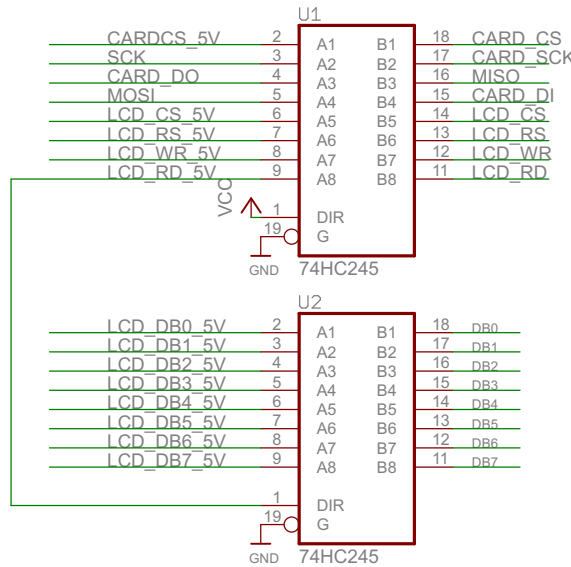 U1
CARDCS_5V 2 A1 B1 18 CARD_CS
SCK 3 A2 B2 17 CARD_SCK
CARD_DO 4 A3 B3 16 MISO
MOSI 5 A4 B4 15 CARD_DI
LCD_CS_5V 6 A5 B5 14 LCD_CS
LCD_RS_5V 7 A6 B6 13 LCD_RS
LCD_WR_5V 8 A7 B7 12 LCD_WR
LCD_RD_5V 9 A8 B8 11 LCD_RD
VCC 1 DIR
19 G
GND 74HC245
U2
LCD_DB0_5V 2 A1 B1 18 DB0
LCD_DB1_5V 3 A2 B2 17 DB1
LCD_DB2_5V 4 A3 B3 16 DB2
LCD_DB3_5V 5 A4 B4 15 DB3
LCD_DB4_5V 6 A5 B5 14 DB4
LCD_DB5_5V 7 A6 B6 13 DB5
LCD_DB6_5V 8 A7 B7 12 DB6
LCD_DB7_5V 9 A8 B8 11 DB7
1 DIR
19 G
GND 74HC245